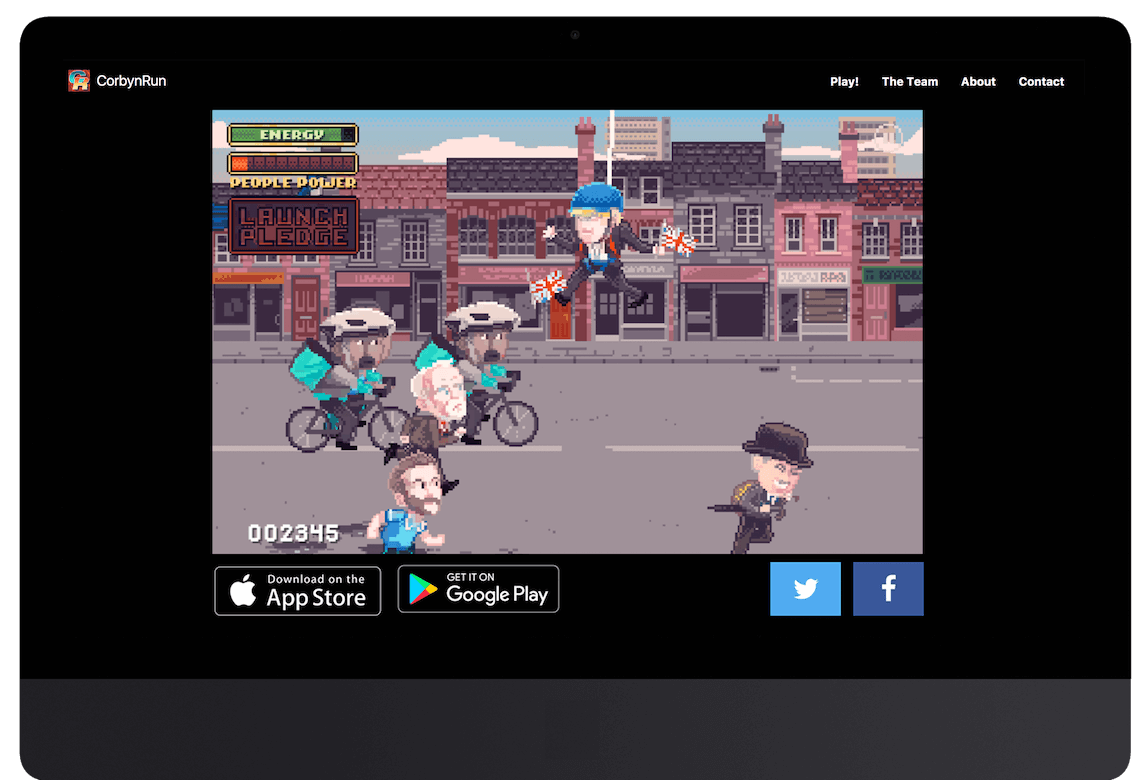 CorbynRun
Play!
The Team
About
Contact
ENERGY
PEOPLE POWER
LAUNCH
PLEDGE
002345
Download on the
App Store
GET IT ON
Google Play